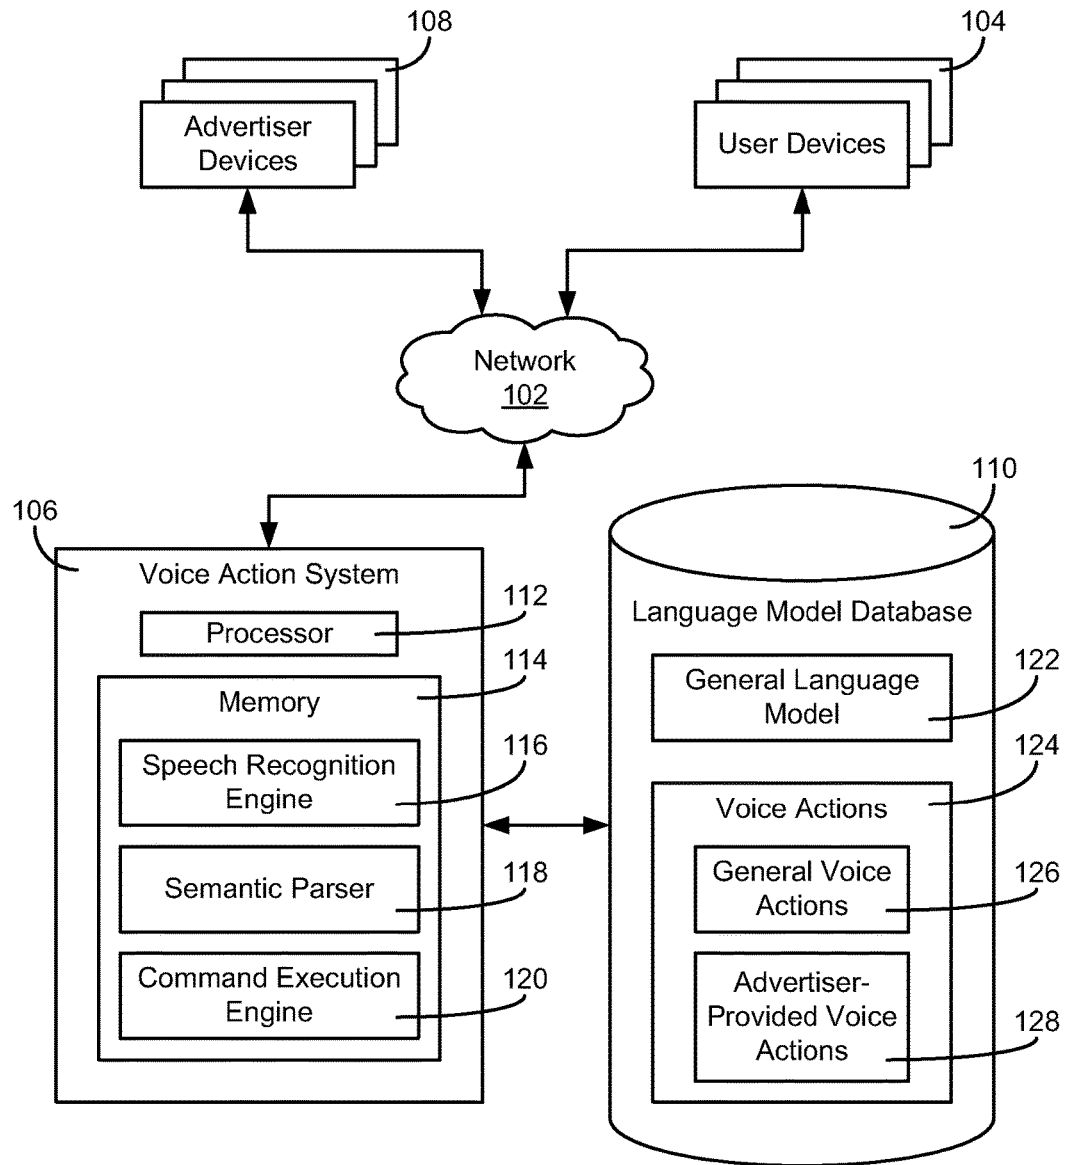 108
104
Advertiser
Devices
User Devices
Network
102
106
110
Voice Action System
Language Model Database
Processor
112
Memory
114
General Language
Model
122
Speech Recognition
Engine
116
Voice Actions
124
Semantic Parser
118
General Voice
Actions
126
Command Execution
Engine
120
Advertiser-
Provided Voice
Actions
128